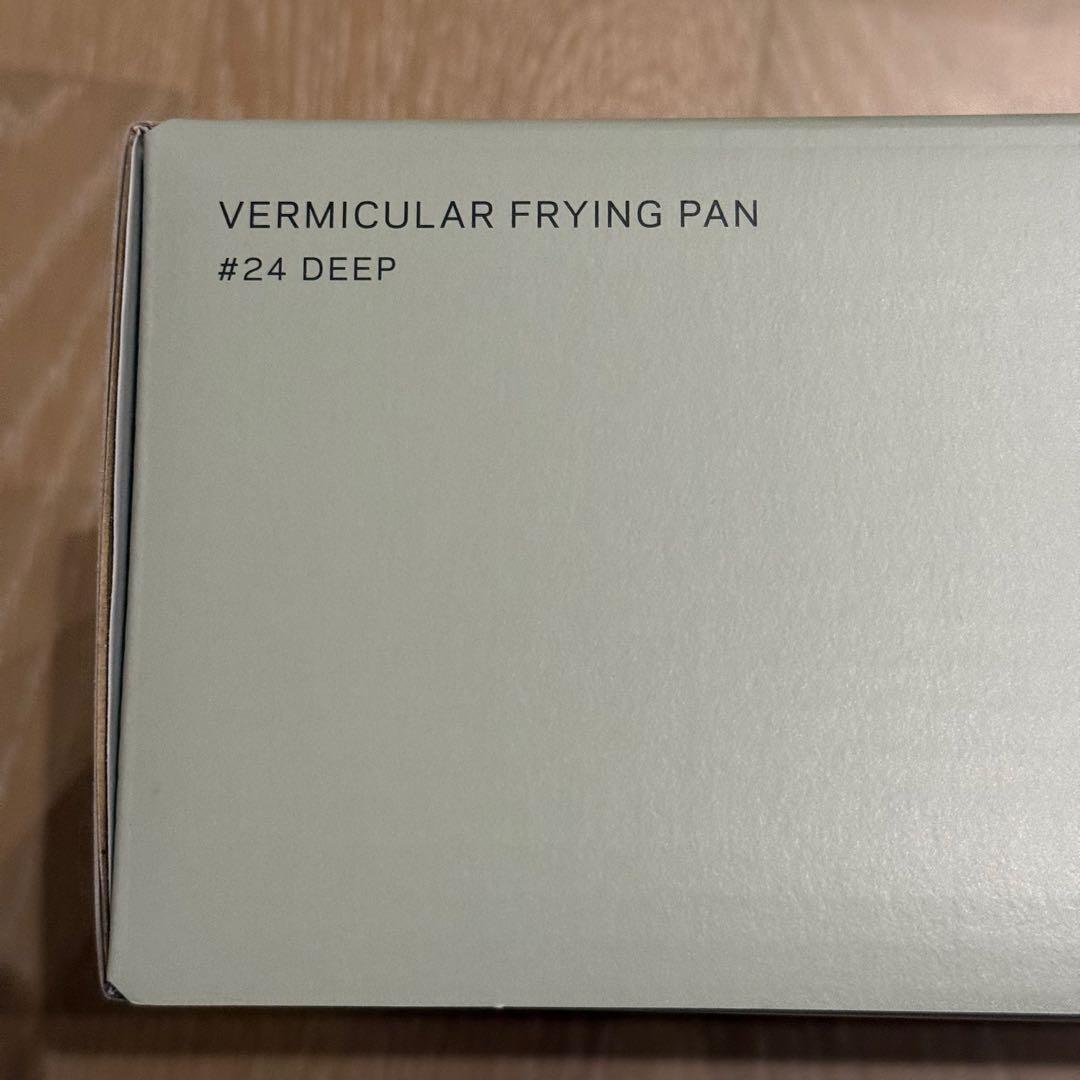 VERMICULAR FRYING PAN
#24 DEEP